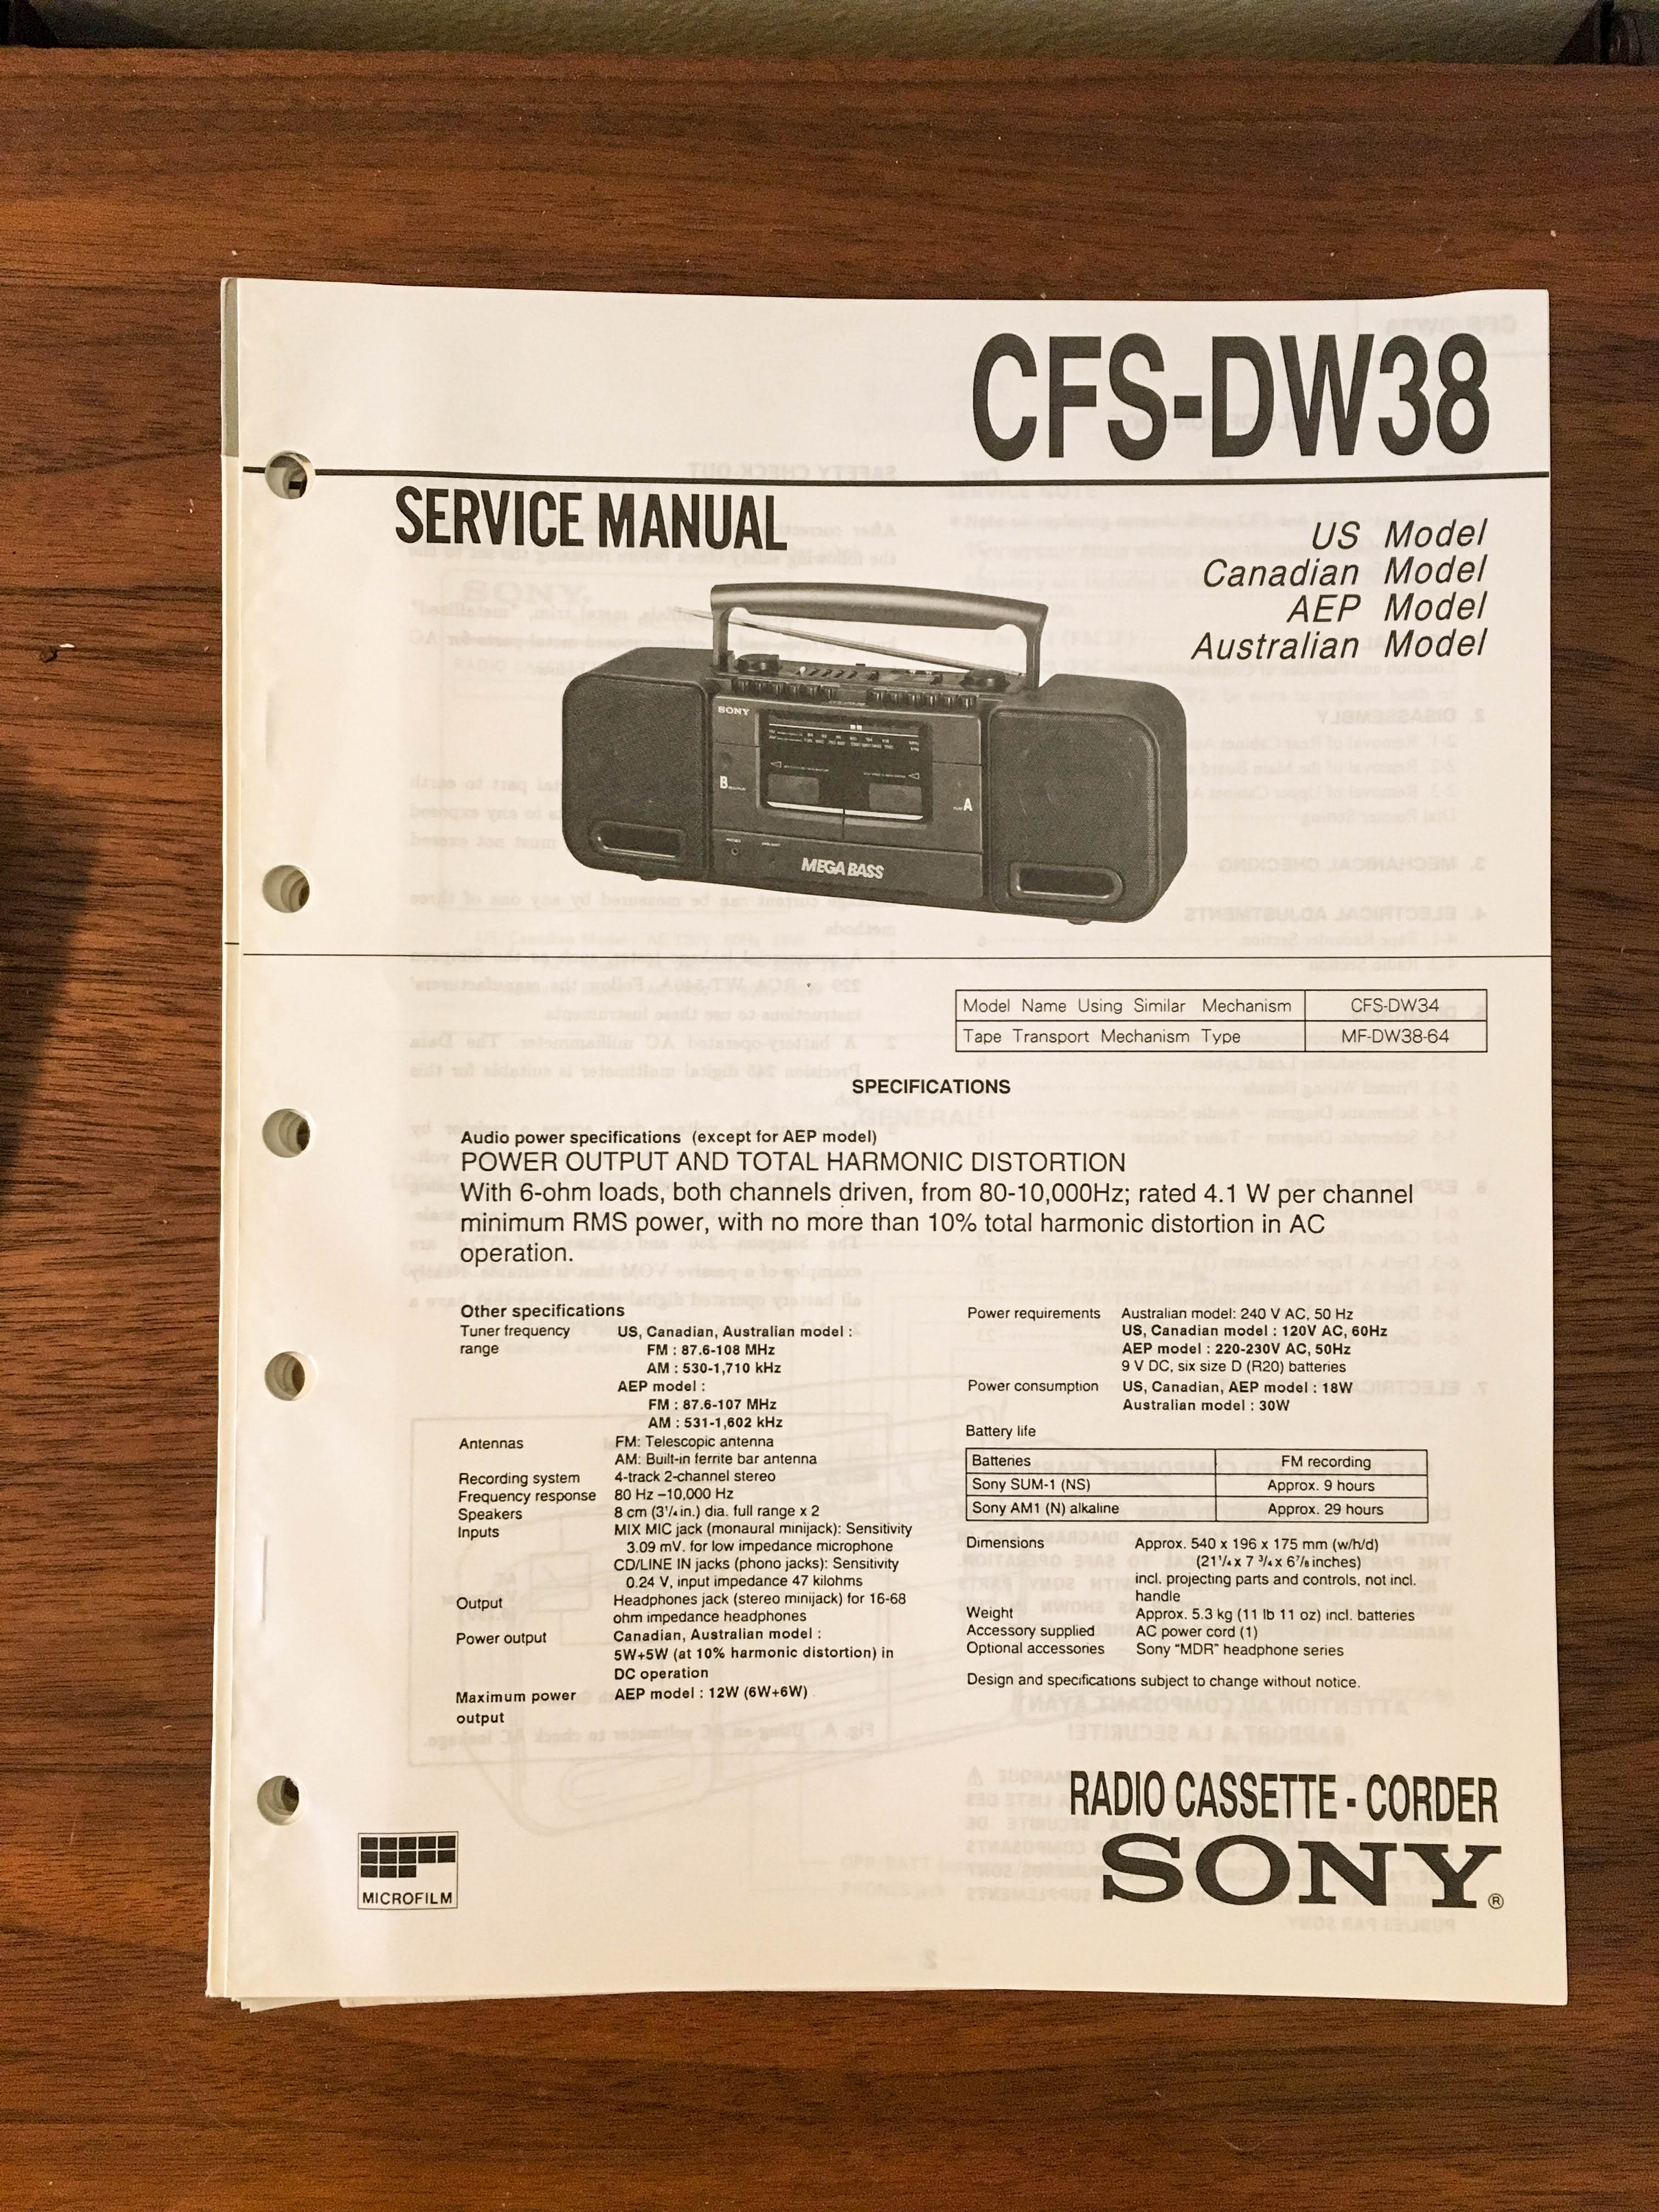 CFS-DW38
SERVICE MANUAL
US Model
Canadian Model
AEP Model
Australian Model
SONY
B
A
MEGA BASS
Model Name Using Similar Mechanism CFS-DW34
Tape Transport Mechanism Type MF-DW38-64
SPECIFICATIONS
Audio power specifications (except for AEP model)
POWER OUTPUT AND TOTAL HARMONIC DISTORTION
With 6-ohm loads, both channels driven, from 80-10,000Hz; rated 4.1 W per channel
minimum RMS power, with no more than 10% total harmonic distortion in AC
operation.
Other specifications
Tuner frequency US, Canadian, Australian model :
range FM : 87.6-108 MHz
AM : 530-1,710 kHz
AEP model :
FM : 87.6-107 MHz
AM : 531-1,602 kHz
Antennas FM: Telescopic antenna
AM: Built-in ferrite bar antenna
Recording system 4-track 2-channel stereo
Frequency response 80 Hz –10,000 Hz
Speakers 8 cm (3 1/4 in.) dia. full range x 2
Inputs MIX MIC jack (monaural minijack): Sensitivity
3.09 mV. for low impedance microphone
CD/LINE IN jacks (phono jacks): Sensitivity
0.24 V, input impedance 47 kilohms
Output Headphones jack (stereo minijack) for 16-68
ohm impedance headphones
Power output Canadian, Australian model :
5W+5W (at 10% harmonic distortion) in
DC operation
Maximum power AEP model : 12W (6W+6W)
output
Power requirements Australian model: 240 V AC, 50 Hz
US, Canadian model : 120V AC, 60Hz
AEP model : 220-230V AC, 50Hz
9 V DC, six size D (R20) batteries
Power consumption US, Canadian, AEP model : 18W
Australian model : 30W
Battery life
Batteries FM recording
Sony SUM-1 (NS) Approx. 9 hours
Sony AM1 (N) alkaline Approx. 29 hours
Dimensions Approx. 540 x 196 x 175 mm (w/h/d)
(21 1/4 x 7 3/4 x 6 7/8 inches)
incl. projecting parts and controls, not incl.
handle
Weight Approx. 5.3 kg (11 lb 11 oz) incl. batteries
Accessory supplied AC power cord (1)
Optional accessories Sony "MDR" headphone series
Design and specifications subject to change without notice.
RADIO CASSETTE - CORDER
SONY®
MICROFILM